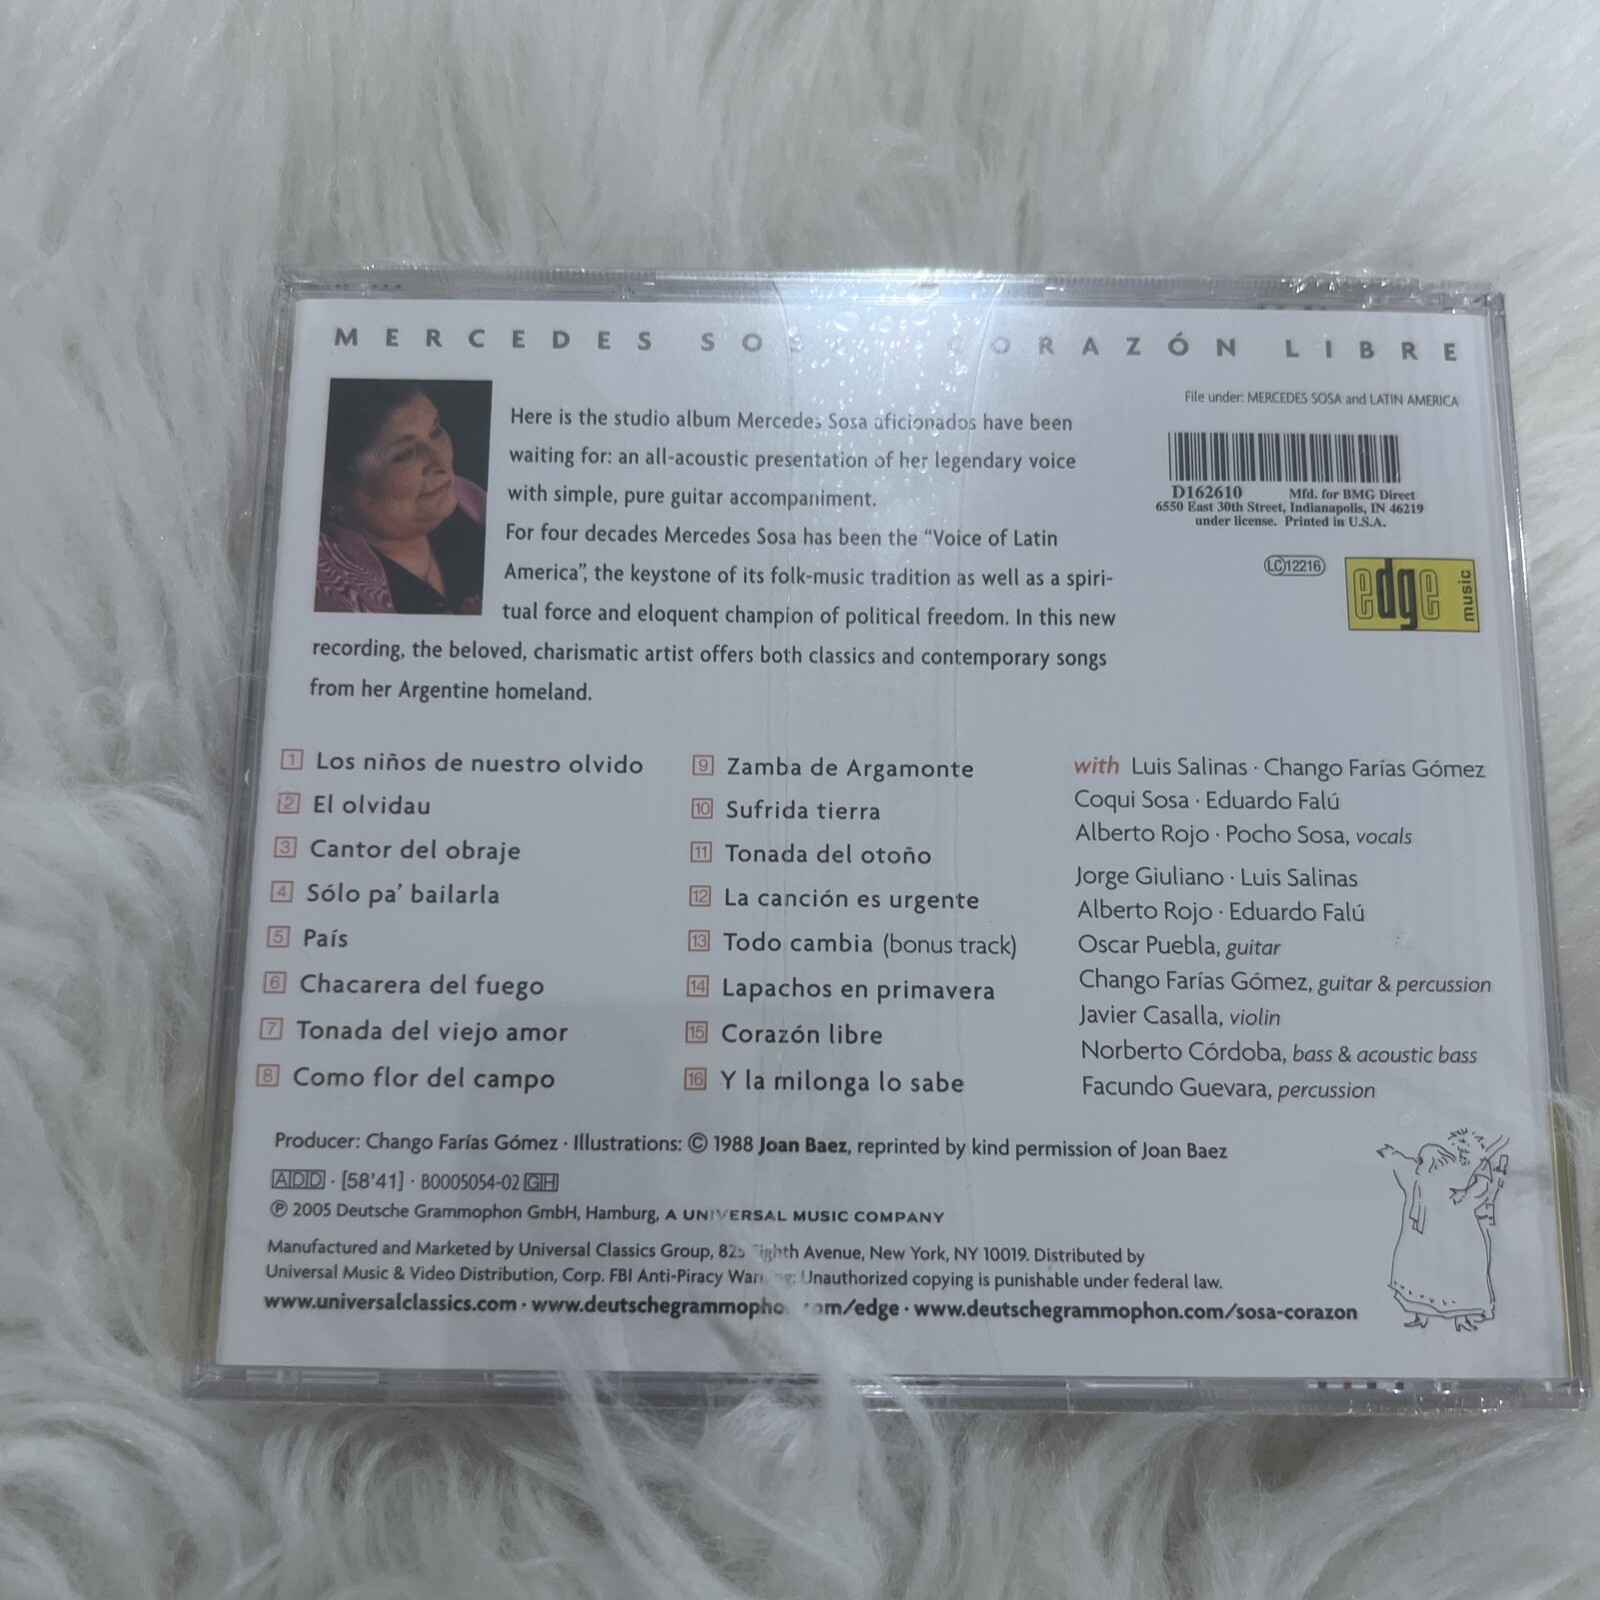 MERCEDES SOSA CORAZÓN LIBRE
Here is the studio album Mercedes Sosa aficionados have been
waiting for: an all-acoustic presentation of her legendary voice
with simple, pure guitar accompaniment.
For four decades Mercedes Sosa has been the “Voice of Latin
America”, the keystone of its folk-music tradition as well as a spiri-
tual force and eloquent champion of political freedom. In this new
recording, the beloved, charismatic artist offers both classics and contemporary songs
from her Argentine homeland.
File under: MERCEDES SOSA and LATIN AMERICA
D162610 Mfd. for BMG Direct
6550 East 30th Street, Indianapolis, IN 46219
under license. Printed in U.S.A.
LC 12216
edge music
1 Los niños de nuestro olvido
2 El olvidau
3 Cantor del obraje
4 Sólo pa’ bailarla
5 País
6 Chacarera del fuego
7 Tonada del viejo amor
8 Como flor del campo
9 Zamba de Argamonte
10 Sufrida tierra
11 Tonada del otoño
12 La canción es urgente
13 Todo cambia (bonus track)
14 Lapachos en primavera
15 Corazón libre
16 Y la milonga lo sabe
with Luis Salinas · Chango Farías Gómez
Coqui Sosa · Eduardo Falú
Alberto Rojo · Pocho Sosa, vocals
Jorge Giuliano · Luis Salinas
Alberto Rojo · Eduardo Falú
Oscar Puebla, guitar
Chango Farías Gómez, guitar & percussion
Javier Casalla, violin
Norberto Córdoba, bass & acoustic bass
Facundo Guevara, percussion
Producer: Chango Farías Gómez · Illustrations: © 1988 Joan Baez, reprinted by kind permission of Joan Baez
ADD · [58'41] · B0005054-02 GH
℗ 2005 Deutsche Grammophon GmbH, Hamburg, A UNIVERSAL MUSIC COMPANY
Manufactured and Marketed by Universal Classics Group, 825 Eighth Avenue, New York, NY 10019. Distributed by
Universal Music & Video Distribution, Corp. FBI Anti-Piracy Warning: Unauthorized copying is punishable under federal law.
www.universalclassics.com · www.deutschegrammophon.com/edge · www.deutschegrammophon.com/sosa-corazon